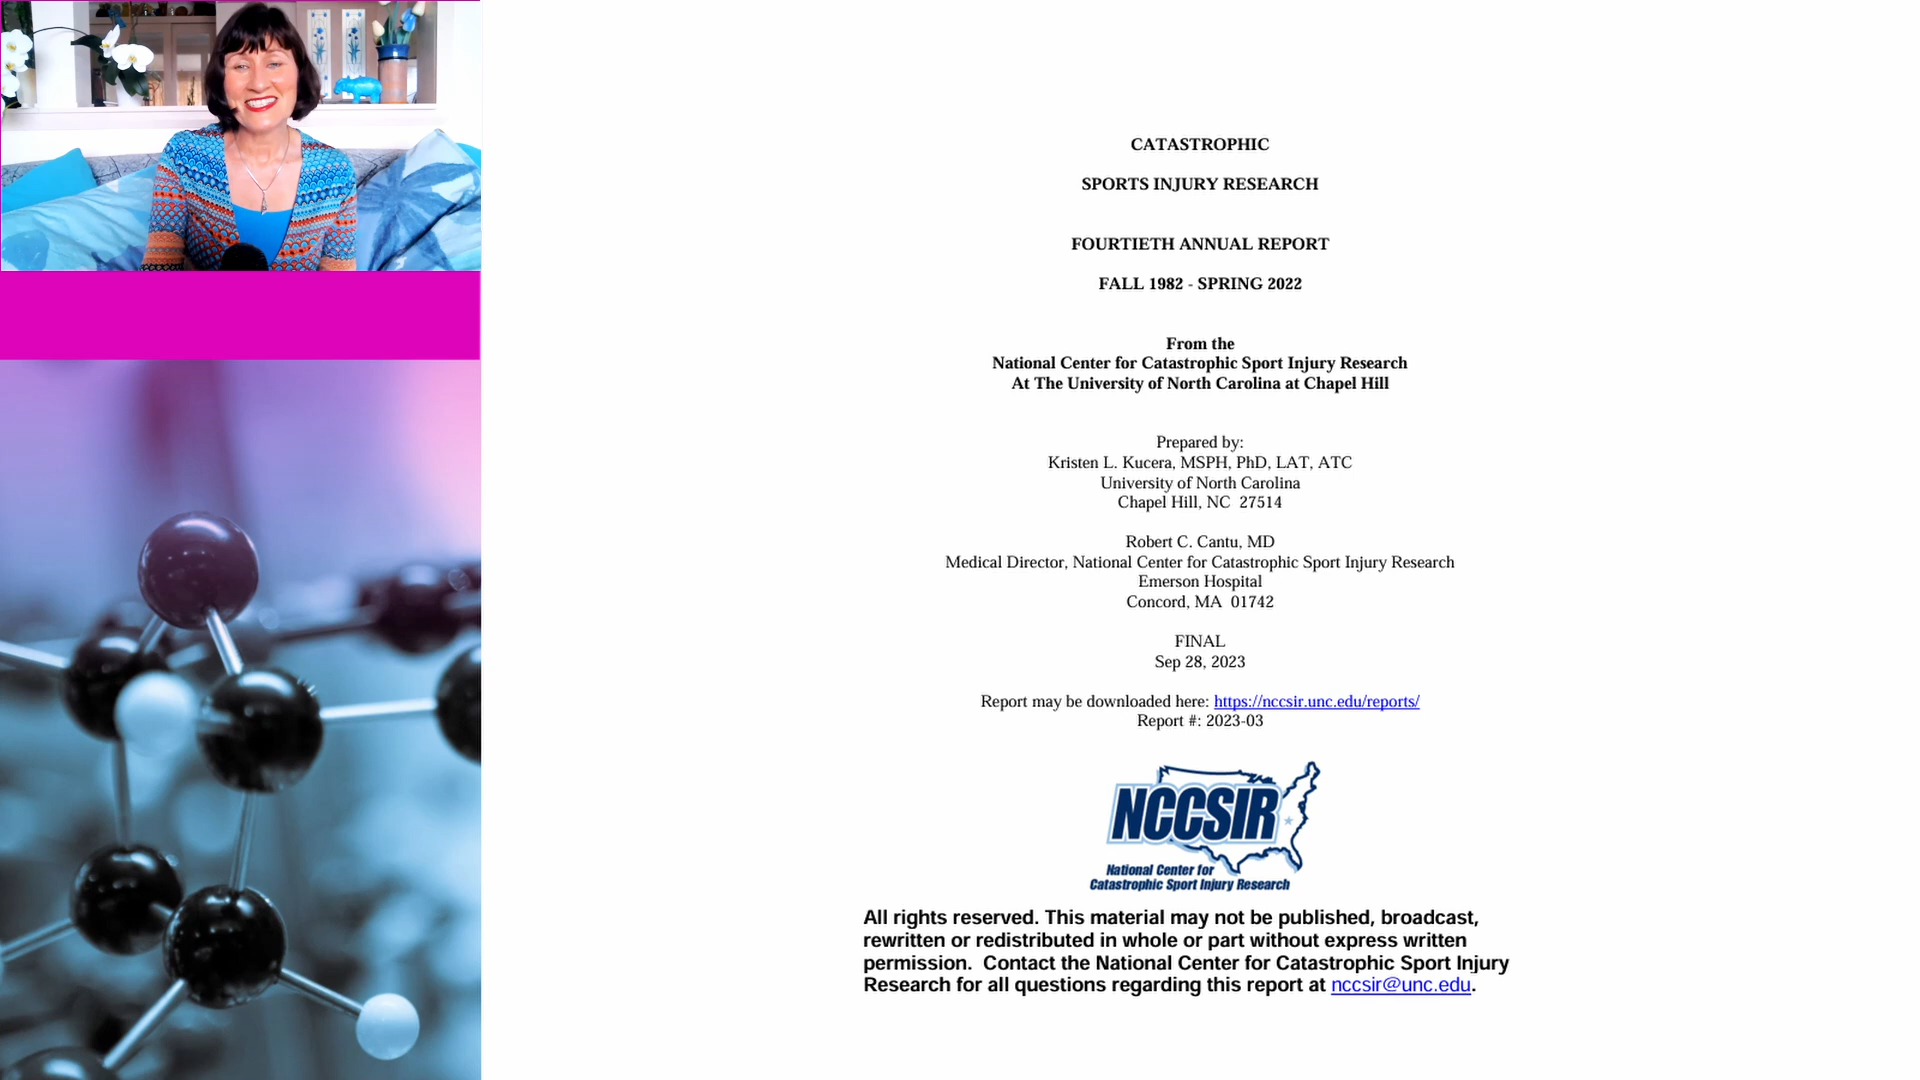 CATASTROPHIC
SPORTS INJURY RESEARCH
FOURTIETH ANNUAL REPORT
FALL 1982 - SPRING 2022
From the
National Center for Catastrophic Sport Injury Research
At The University of North Carolina at Chapel Hill
Prepared by:
Kristen L. Kucera, MSPH, PhD, LAT, ATC
University of North Carolina
Chapel Hill, NC  27514
Robert C. Cantu, MD
Medical Director, National Center for Catastrophic Sport Injury Research
Emerson Hospital
Concord, MA  01742
FINAL
Sep 28, 2023
Report may be downloaded here: https://nccsir.unc.edu/reports/
Report #: 2023-03
NCCSIR
National Center for
Catastrophic Sport Injury Research
All rights reserved. This material may not be published, broadcast,
rewritten or redistributed in whole or part without express written
permission.  Contact the National Center for Catastrophic Sport Injury
Research for all questions regarding this report at nccsir@unc.edu.